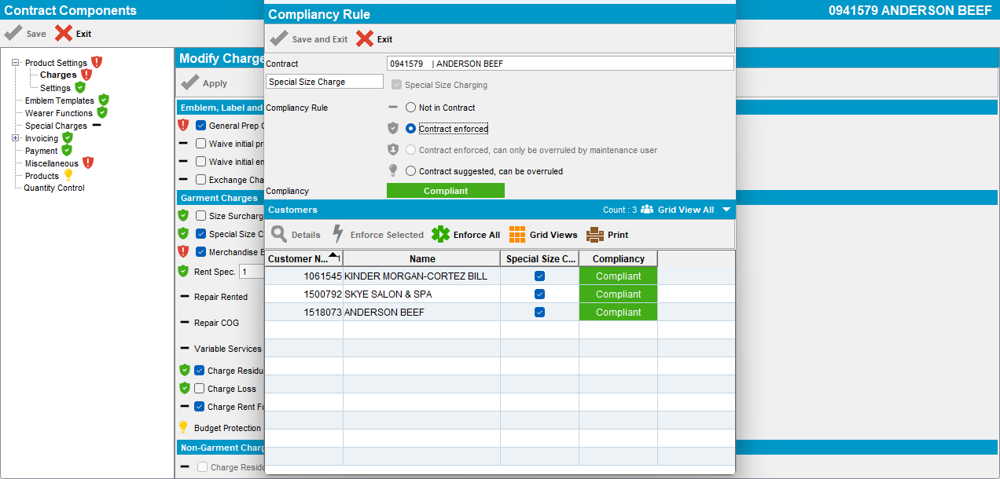 Contract Components
0941579 ANDERSON BEEF
Save Exit
Product Settings
Charges
Settings
Emblem Templates
Wearer Functions
Special Charges
Invoicing
Payment
Miscellaneous
Products
Quantity Control
Modify Charge
Apply
Emblem, Label and
General Prep C
Waive initial pr
Waive initial em
Exchange Cha
Garment Charges
Size Surcharg
Special Size C
Merchandise B
Rent Spec. 1
Repair Rented
Repair COG
Variable Services
Charge Residu
Charge Loss
Charge Rent Fo
Budget Protection
Non-Garment Charg
Charge Residu
Compliancy Rule
Save and Exit Exit
Contract 0941579 | ANDERSON BEEF
Special Size Charge Special Size Charging
Compliancy Rule Not in Contract
Contract enforced
Contract enforced, can only be overruled by maintenance user
Contract suggested, can be overruled
Compliancy Compliant
Customers Count : 3 Grid View All
Details Enforce Selected Enforce All Grid Views Print
Customer N... 1 Name Special Size C... Compliancy
1061545 KINDER MORGAN-CORTEZ BILL Compliant
1500792 SKYE SALON & SPA Compliant
1518073 ANDERSON BEEF Compliant